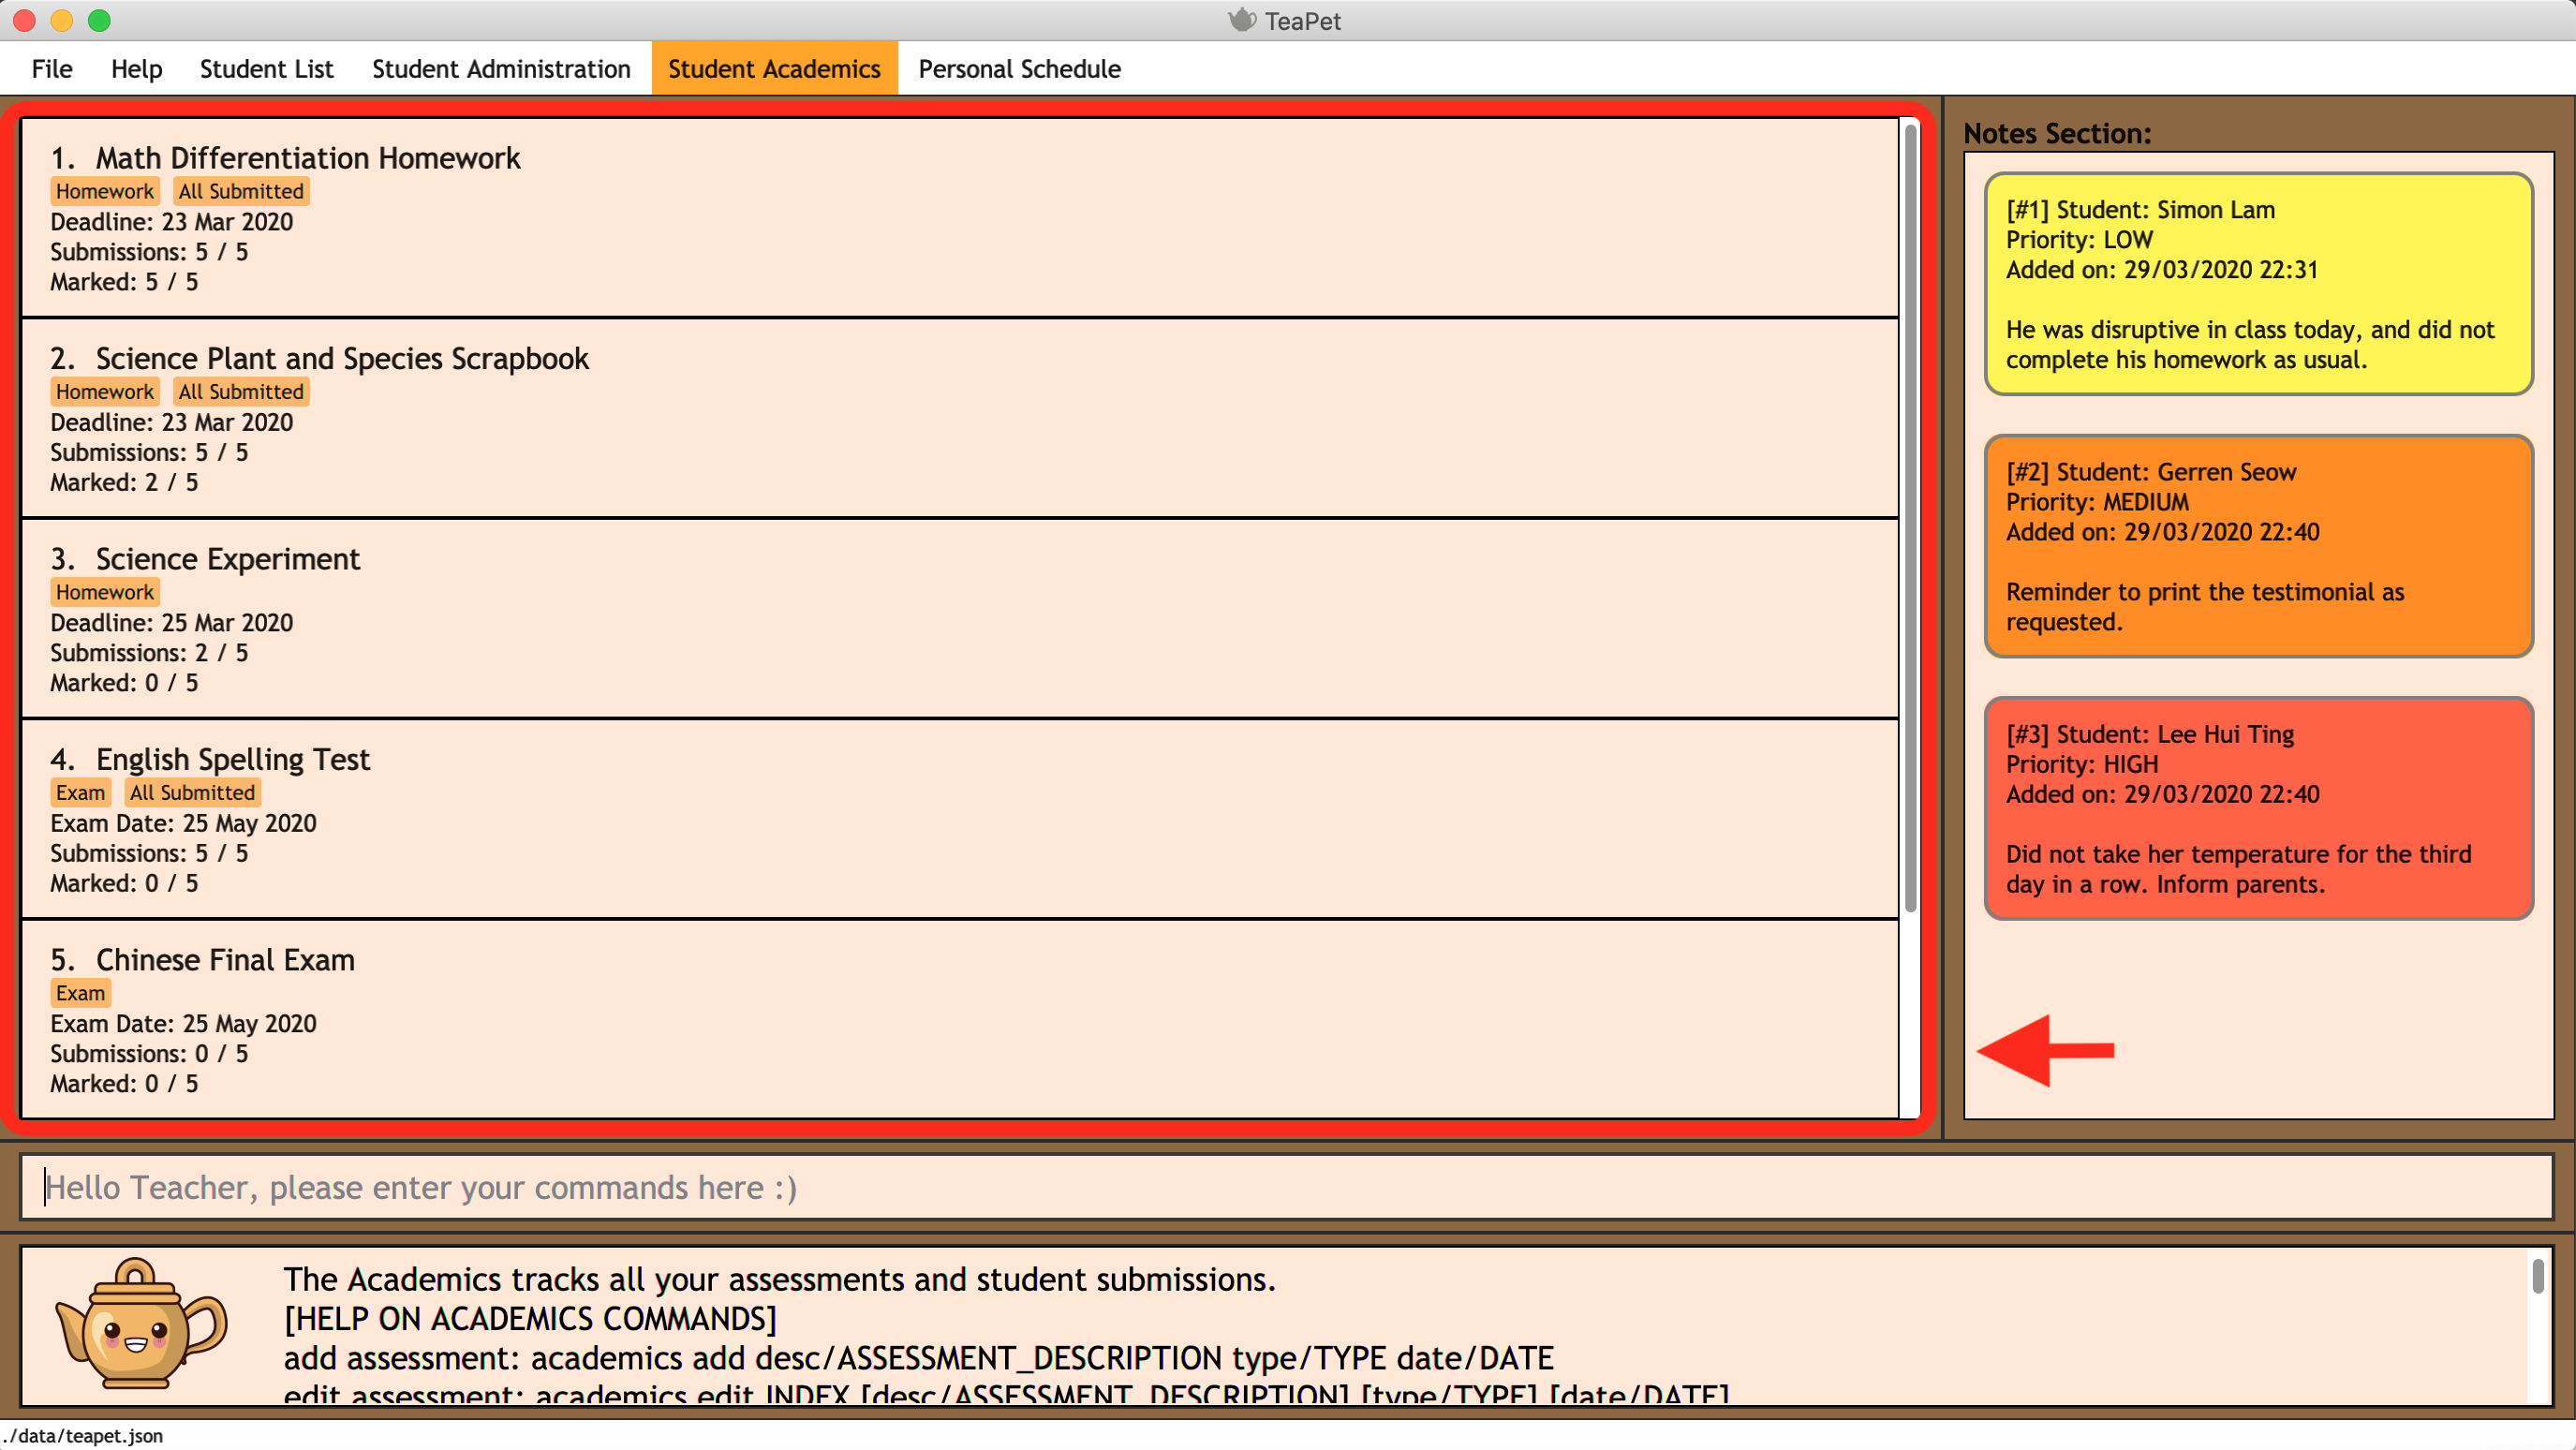 TeaPet
File Help Student List Student Administration Student Academics Personal Schedule
1. Math Differentiation Homework
Homework All Submitted
Deadline: 23 Mar 2020
Submissions: 5 / 5
Marked: 5 / 5
2. Science Plant and Species Scrapbook
Homework All Submitted
Deadline: 23 Mar 2020
Submissions: 5 / 5
Marked: 2 / 5
3. Science Experiment
Homework
Deadline: 25 Mar 2020
Submissions: 2 / 5
Marked: 0 / 5
4. English Spelling Test
Exam All Submitted
Exam Date: 25 May 2020
Submissions: 5 / 5
Marked: 0 / 5
5. Chinese Final Exam
Exam
Exam Date: 25 May 2020
Submissions: 0 / 5
Marked: 0 / 5
Notes Section:
[#1] Student: Simon Lam
Priority: LOW
Added on: 29/03/2020 22:31
He was disruptive in class today, and did not
complete his homework as usual.
[#2] Student: Gerren Seow
Priority: MEDIUM
Added on: 29/03/2020 22:40
Reminder to print the testimonial as
requested.
[#3] Student: Lee Hui Ting
Priority: HIGH
Added on: 29/03/2020 22:40
Did not take her temperature for the third
day in a row. Inform parents.
Hello Teacher, please enter your commands here :)
The Academics tracks all your assessments and student submissions.
[HELP ON ACADEMICS COMMANDS]
add assessment: academics add desc/ASSESSMENT_DESCRIPTION type/TYPE date/DATE
edit assessment: academics edit INDEX [desc/ASSESSMENT_DESCRIPTION] [type/TYPE] [date/DATE]
./data/teapet.json